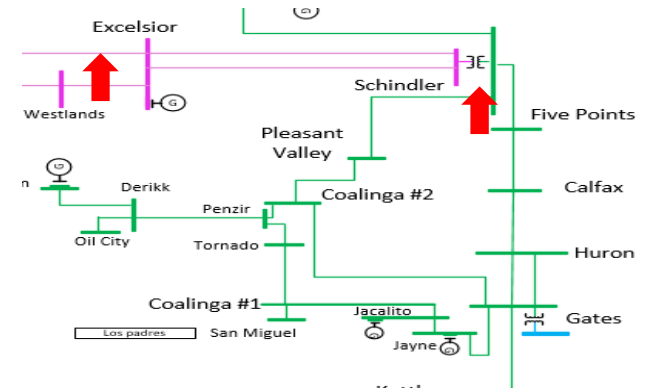 G
Excelsior
Schindler
G
Westlands
Five Points
Pleasant
Valley
G
n
Derikk
Calfax
Penzir
Coalinga #2
Oil City
Tornado
Huron
Coalinga #1
Jacalito
Gates
Los padres
San Miguel
G
Jayne
G